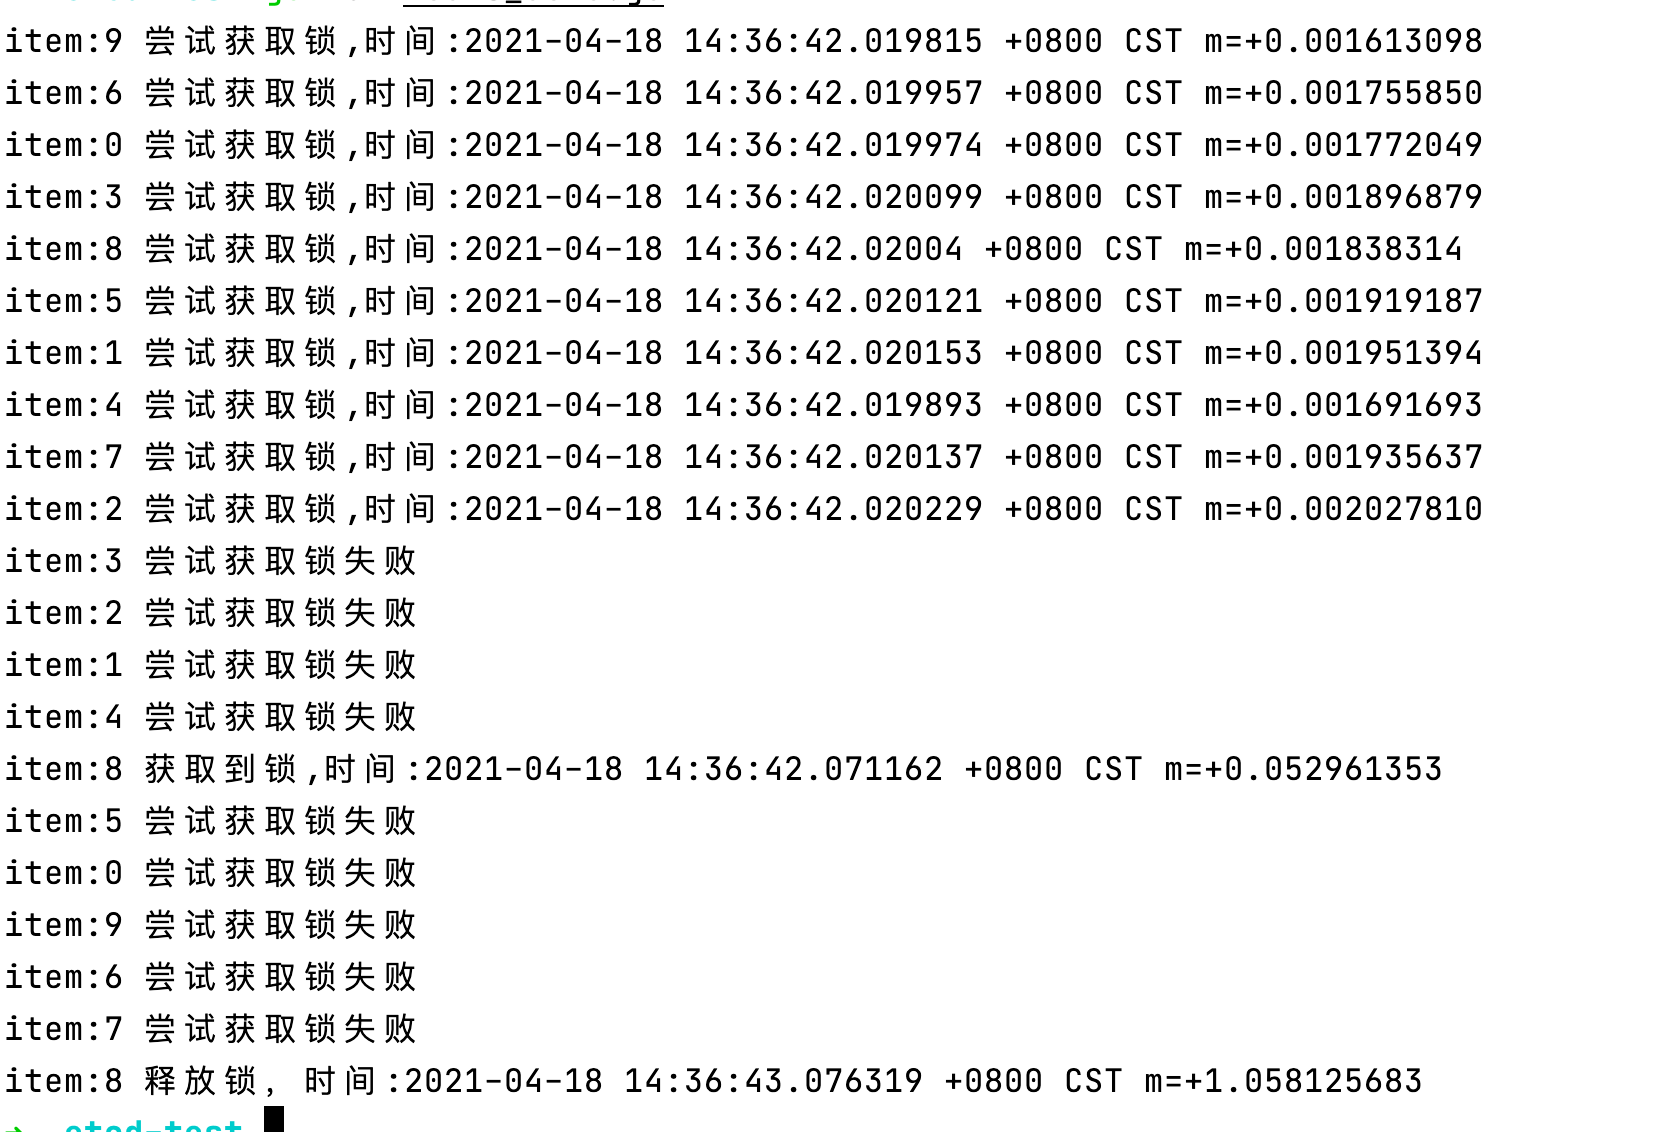 item:9 尝试获取锁,时间:2021-04-18 14:36:42.019815 +0800 CST m=+0.001613098
item:6 尝试获取锁,时间:2021-04-18 14:36:42.019957 +0800 CST m=+0.001755850
item:0 尝试获取锁,时间:2021-04-18 14:36:42.019974 +0800 CST m=+0.001772049
item:3 尝试获取锁,时间:2021-04-18 14:36:42.020099 +0800 CST m=+0.001896879
item:8 尝试获取锁,时间:2021-04-18 14:36:42.02004 +0800 CST m=+0.001838314
item:5 尝试获取锁,时间:2021-04-18 14:36:42.020121 +0800 CST m=+0.001919187
item:1 尝试获取锁,时间:2021-04-18 14:36:42.020153 +0800 CST m=+0.001951394
item:4 尝试获取锁,时间:2021-04-18 14:36:42.019893 +0800 CST m=+0.001691693
item:7 尝试获取锁,时间:2021-04-18 14:36:42.020137 +0800 CST m=+0.001935637
item:2 尝试获取锁,时间:2021-04-18 14:36:42.020229 +0800 CST m=+0.002027810
item:3 尝试获取锁失败
item:2 尝试获取锁失败
item:1 尝试获取锁失败
item:4 尝试获取锁失败
item:8 获取到锁,时间:2021-04-18 14:36:42.071162 +0800 CST m=+0.052961353
item:5 尝试获取锁失败
item:0 尝试获取锁失败
item:9 尝试获取锁失败
item:6 尝试获取锁失败
item:7 尝试获取锁失败
item:8 释放锁, 时间:2021-04-18 14:36:43.076319 +0800 CST m=+1.058125683
→ etcd-test